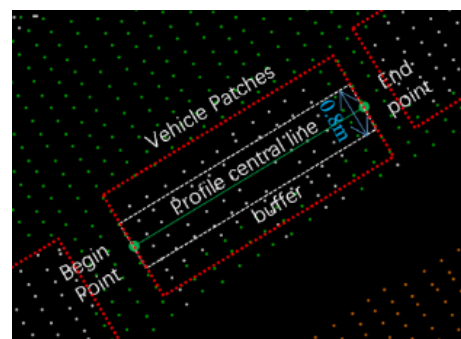 Vehicle Patches
End
point
0.8m
Profile central line
buffer
Begin
Point